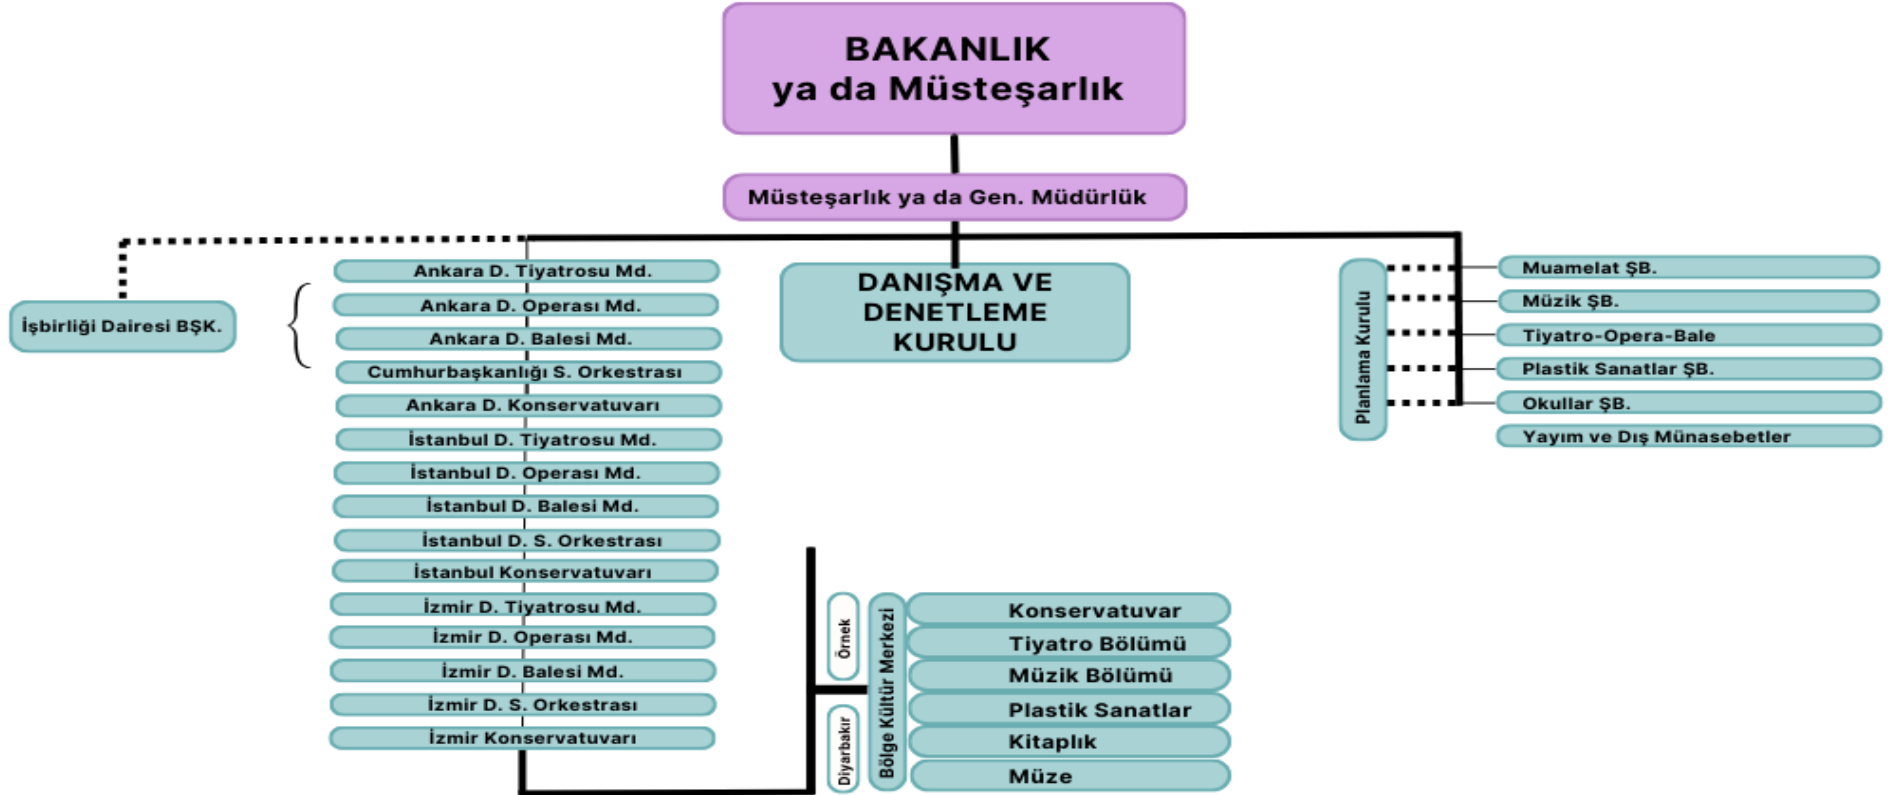 BAKANLIK
ya da Müsteşarlık
Müsteşarlık ya da Gen. Müdürlük
İşbirliği Dairesi BŞK.
Ankara D. Tiyatrosu Md.
Ankara D. Operası Md.
Ankara D. Balesi Md.
Cumhurbaşkanlığı S. Orkestrası
Ankara D. Konservatuvarı
İstanbul D. Tiyatrosu Md.
İstanbul D. Operası Md.
İstanbul D. Balesi Md.
İstanbul D. S. Orkestrası
İstanbul Konservatuvarı
İzmir D. Tiyatrosu Md.
İzmir D. Operası Md.
İzmir D. Balesi Md.
İzmir D. S. Orkestrası
İzmir Konservatuvarı
DANIŞMA VE
DENETLEME
KURULU
Planlama Kurulu
Muamelat ŞB.
Müzik ŞB.
Tiyatro-Opera-Bale
Plastik Sanatlar ŞB.
Okullar ŞB.
Yayım ve Dış Münasebetler
Örnek
Diyarbakır
Bölge Kültür Merkezi
Konservatuvar
Tiyatro Bölümü
Müzik Bölümü
Plastik Sanatlar
Kitaplık
Müze